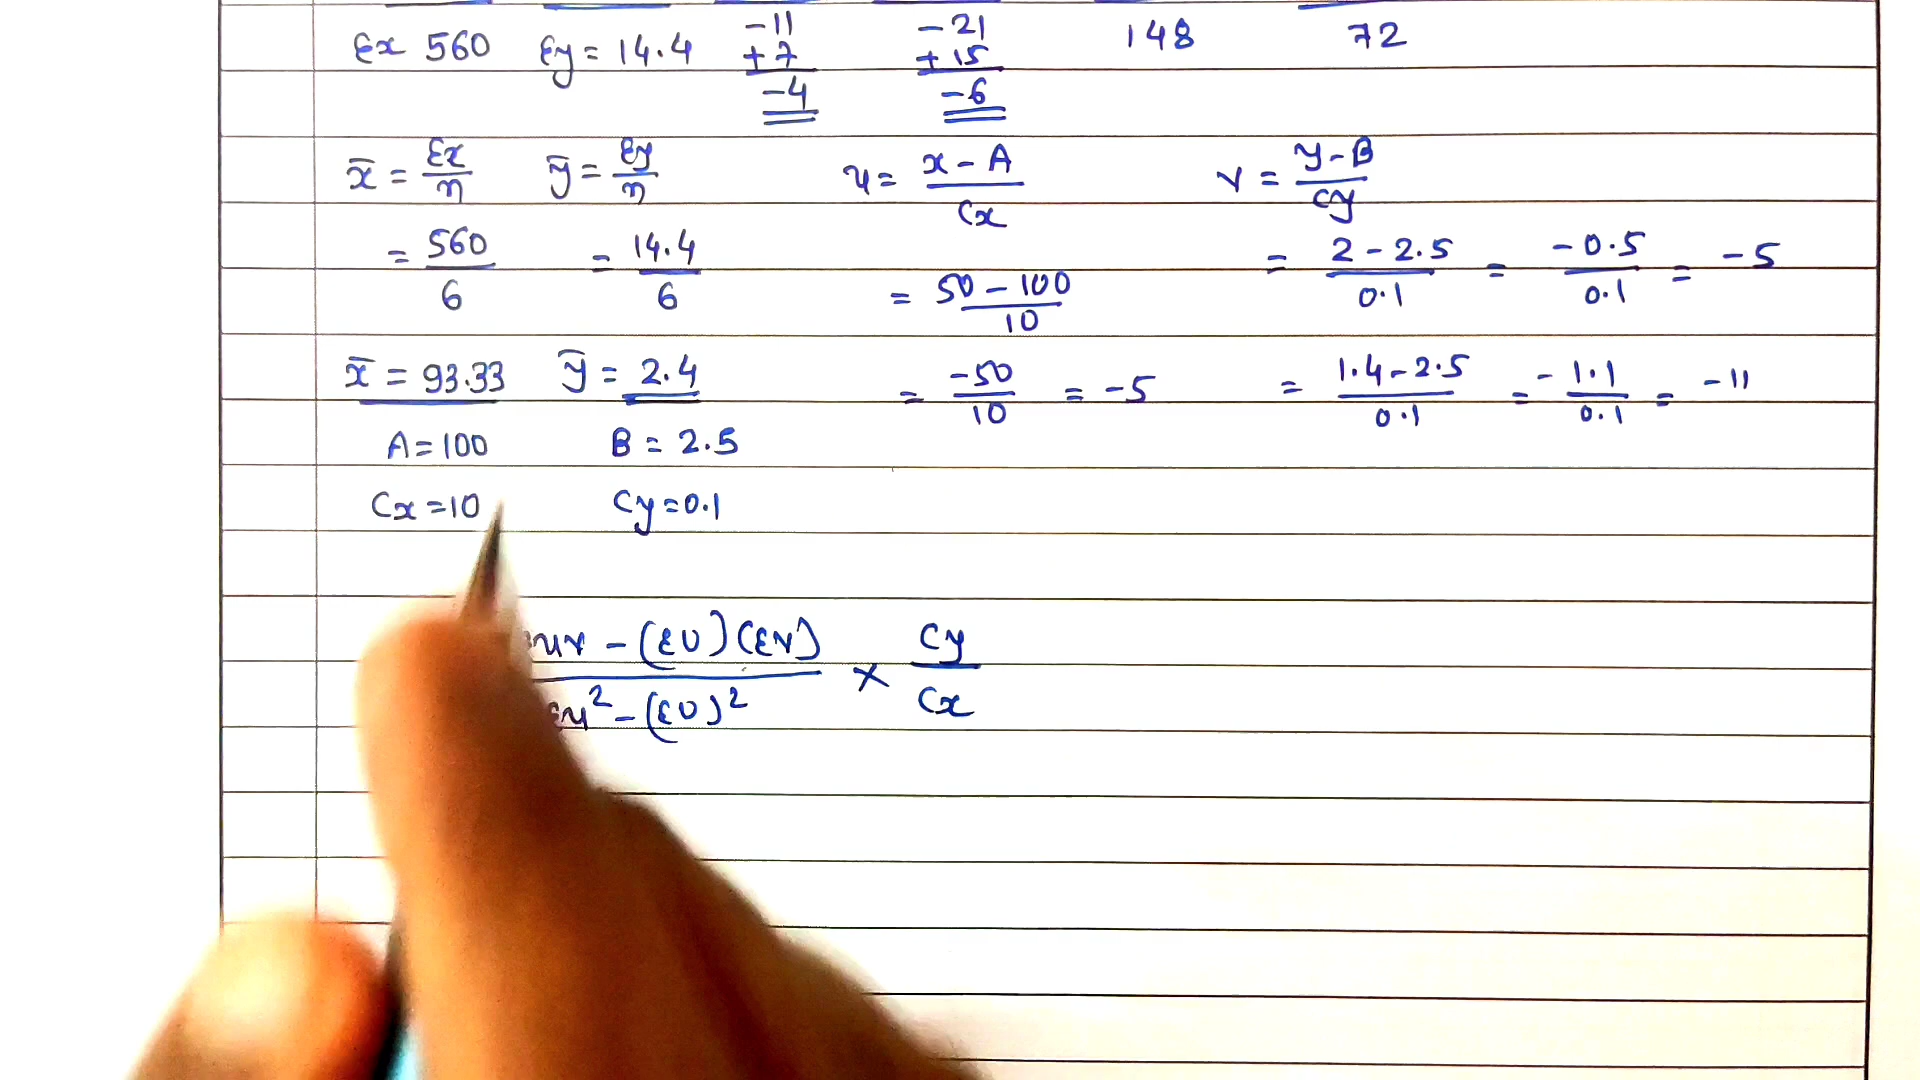 Σx 560 Σy = 14.4 -11 -21 148 72
+7 +15
-4 -6
x̄ = Σx/n ȳ = Σy/n u = x - A/Cx v = y - B/Cy
= 560/6 = 14.4/6 = 50 - 100/10 = 2 - 2.5/0.1 = -0.5/0.1 = -5
x̄ = 93.33 ȳ = 2.4 = -50/10 = -5 = 1.4 - 2.5/0.1 = -1.1/0.1 = -11
A = 100 B = 2.5
Cx = 10 Cy = 0.1
uv - (ΣU)(Σv) × Cy/Cx
u² - (ΣU)²